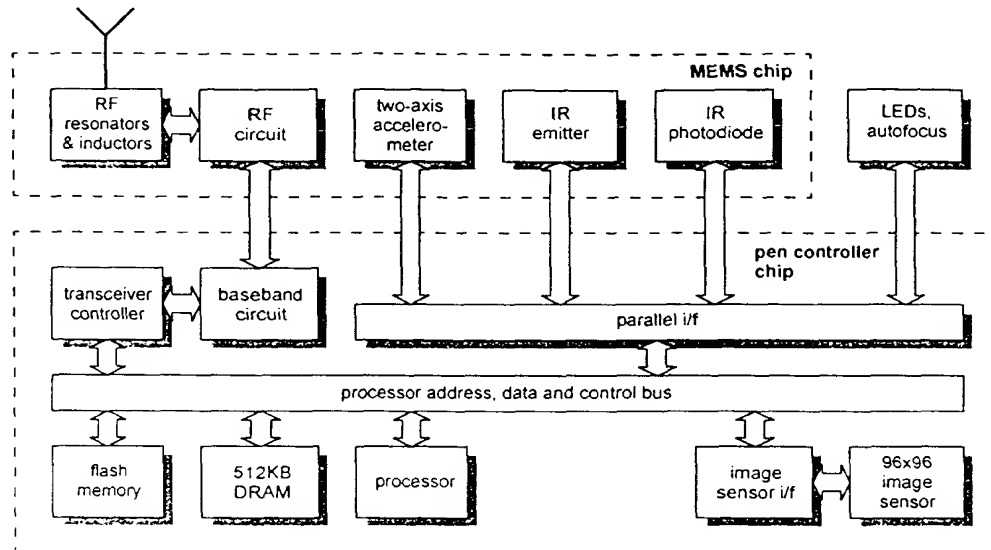 MEMS chip
RF
resonators
& inductors
RF
circuit
two-axis
accelero-
meter
IR
emitter
IR
photodiode
LEDs,
autofocus
pen controller
chip
transceiver
controller
baseband
circuit
parallel i/f
processor address, data and control bus
flash
memory
512KB
DRAM
processor
image
sensor i/f
96x96
image
sensor